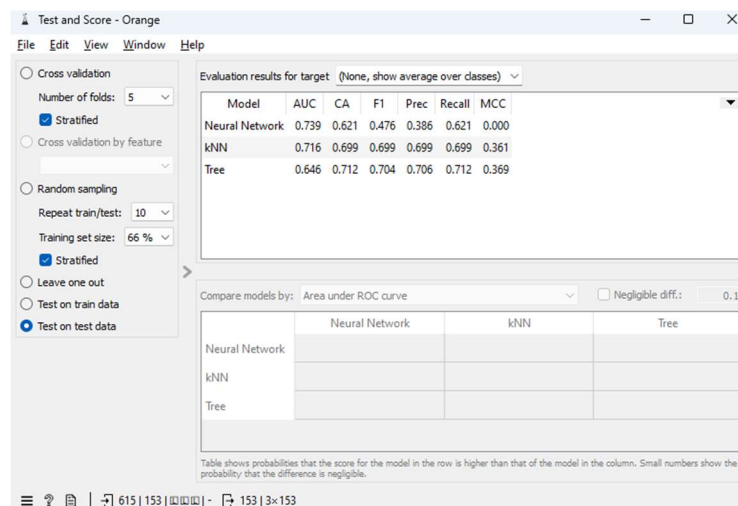 Test and Score - Orange
File Edit View Window Help
Cross validation
Number of folds: 5
Stratified
Cross validation by feature
Random sampling
Repeat train/test: 10
Training set size: 66 %
Stratified
Leave one out
Test on train data
Test on test data
Evaluation results for target (None, show average over classes)
Model AUC CA F1 Prec Recall MCC
Neural Network 0.739 0.621 0.476 0.386 0.621 0.000
kNN 0.716 0.699 0.699 0.699 0.699 0.361
Tree 0.646 0.712 0.704 0.706 0.712 0.369
Compare models by: Area under ROC curve Negligible diff.: 0.1
Neural Network kNN Tree
Neural Network
kNN
Tree
Table shows probabilities that the score for the model in the row is higher than that of the model in the column. Small numbers show the
probability that the difference is negligible.
615 | 153 | - 153 | 3×153